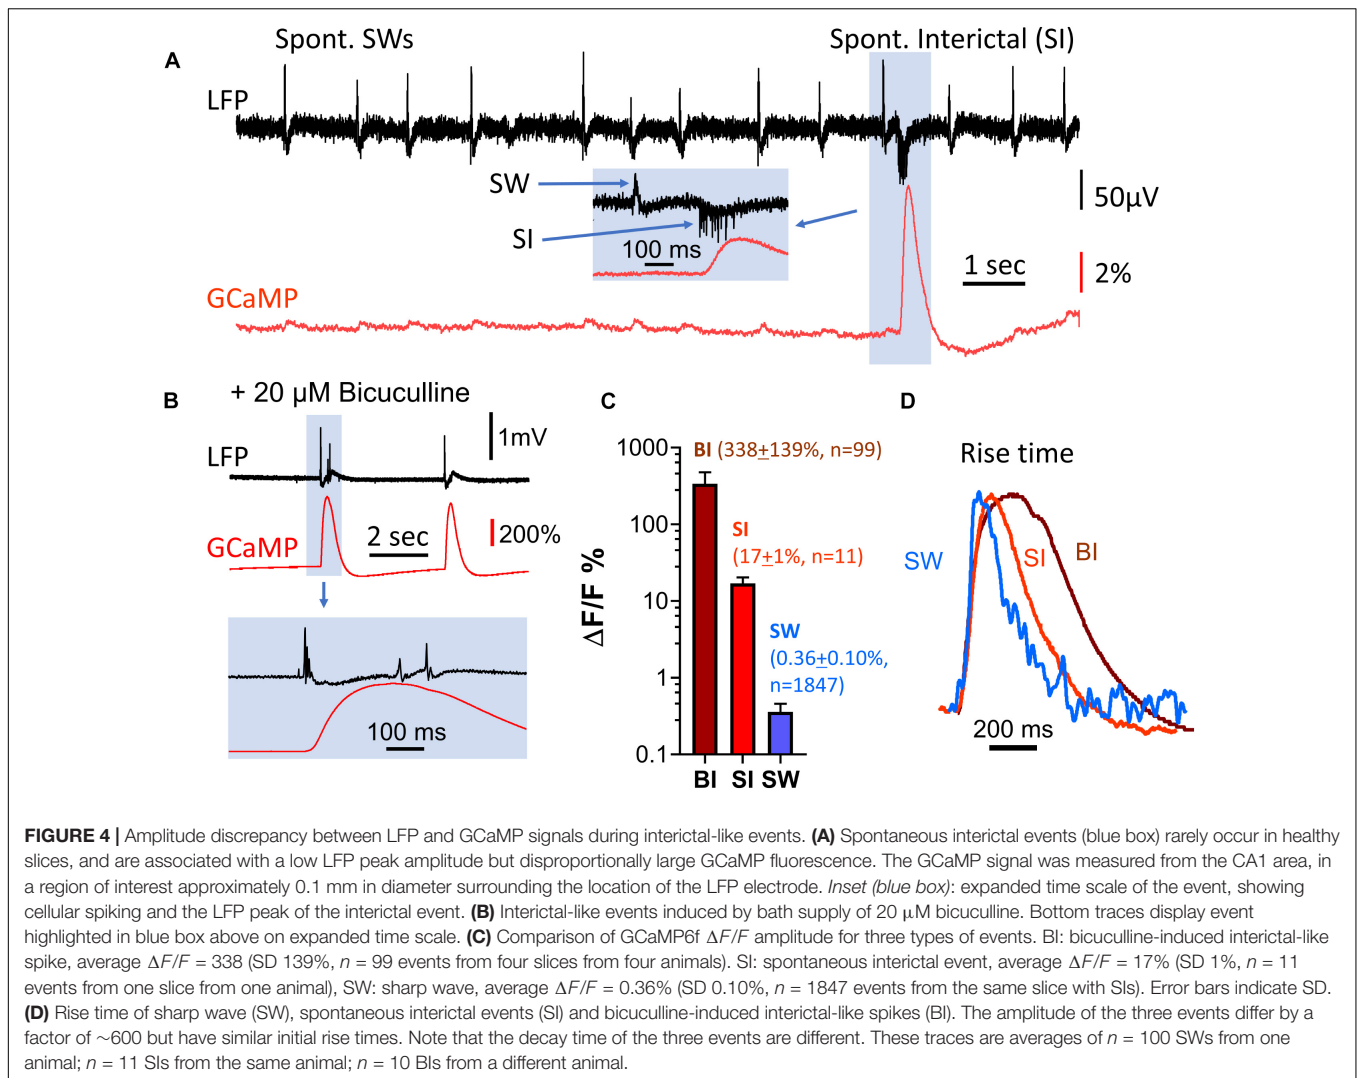 A
Spont. SWs
Spont. Interictal (SI)
LFP
SW
SI
100 ms
50µV
1 sec
2%
GCaMP
B
+ 20 µM Bicuculline
LFP
1mV
GCaMP
2 sec
200%
100 ms
C
1000
100
10
1
0.1
ΔF/F %
BI (338±139%, n=99)
SI
(17±1%, n=11)
SW
(0.36±0.10%,
n=1847)
BI SI SW
D
Rise time
SW
SI
BI
200 ms
FIGURE 4 | Amplitude discrepancy between LFP and GCaMP signals during interictal-like events. (A) Spontaneous interictal events (blue box) rarely occur in healthy
slices, and are associated with a low LFP peak amplitude but disproportionally large GCaMP fluorescence. The GCaMP signal was measured from the CA1 area, in
a region of interest approximately 0.1 mm in diameter surrounding the location of the LFP electrode. Inset (blue box): expanded time scale of the event, showing
cellular spiking and the LFP peak of the interictal event. (B) Interictal-like events induced by bath supply of 20 μM bicuculline. Bottom traces display event
highlighted in blue box above on expanded time scale. (C) Comparison of GCaMP6f ΔF/F amplitude for three types of events. BI: bicuculline-induced interictal-like
spike, average ΔF/F = 338 (SD 139%, n = 99 events from four slices from four animals). SI: spontaneous interictal event, average ΔF/F = 17% (SD 1%, n = 11
events from one slice from one animal), SW: sharp wave, average ΔF/F = 0.36% (SD 0.10%, n = 1847 events from the same slice with SIs). Error bars indicate SD.
(D) Rise time of sharp wave (SW), spontaneous interictal events (SI) and bicuculline-induced interictal-like spikes (BI). The amplitude of the three events differ by a
factor of ∼600 but have similar initial rise times. Note that the decay time of the three events are different. These traces are averages of n = 100 SWs from one
animal; n = 11 SIs from the same animal; n = 10 BIs from a different animal.